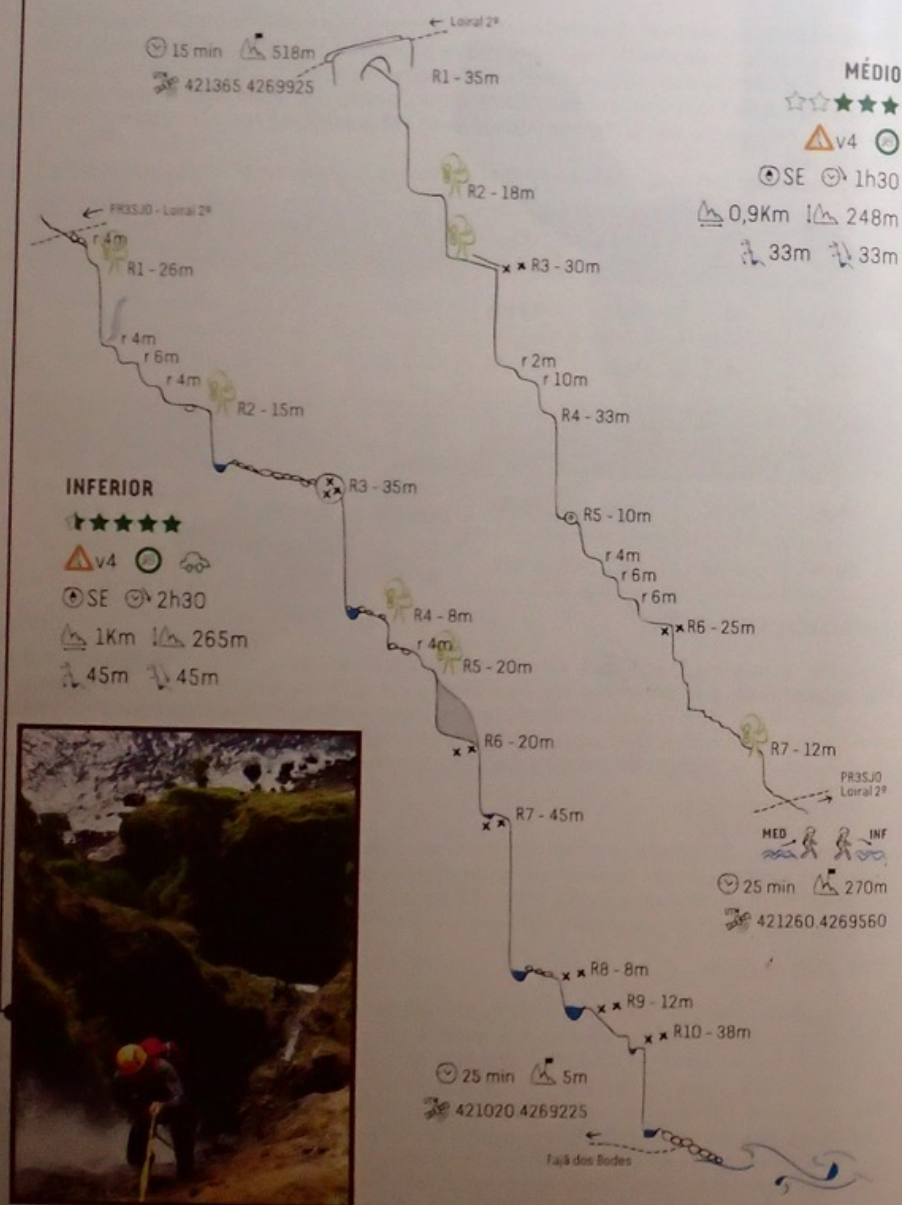 ← Loiral 2º
15 min 518m
421365 4269925
R1 - 35m
R2 - 18m
R3 - 30m
r 2m
r 10m
R4 - 33m
R5 - 10m
r 4m
r 6m
r 6m
R6 - 25m
R7 - 12m
PR3SJO
Loiral 2º
MED INF
25 min 270m
UTM
421260.4269560
MÉDIO
v4
SE 1h30
0,9Km 248m
33m 33m
← PR3SJO - Loiral 2º
r 4m
R1 - 26m
r 4m
r 6m
r 4m
R2 - 15m
R3 - 35m
R4 - 8m
r 4m
R5 - 20m
R6 - 20m
R7 - 45m
R8 - 8m
R9 - 12m
R10 - 38m
INFERIOR
v4
SE 2h30
1Km 265m
45m 45m
25 min 5m
421020 4269225
Fajã dos Bodes